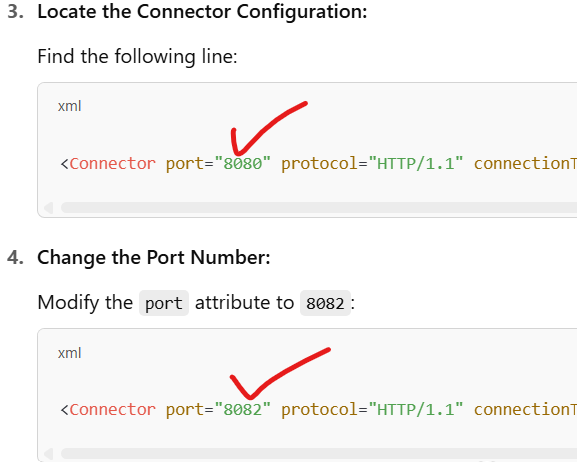 3. Locate the Connector Configuration:
Find the following line:
xml
<Connector port="8080" protocol="HTTP/1.1" connectionT
4. Change the Port Number:
Modify the port attribute to 8082:
xml
<Connector port="8082" protocol="HTTP/1.1" connectionT